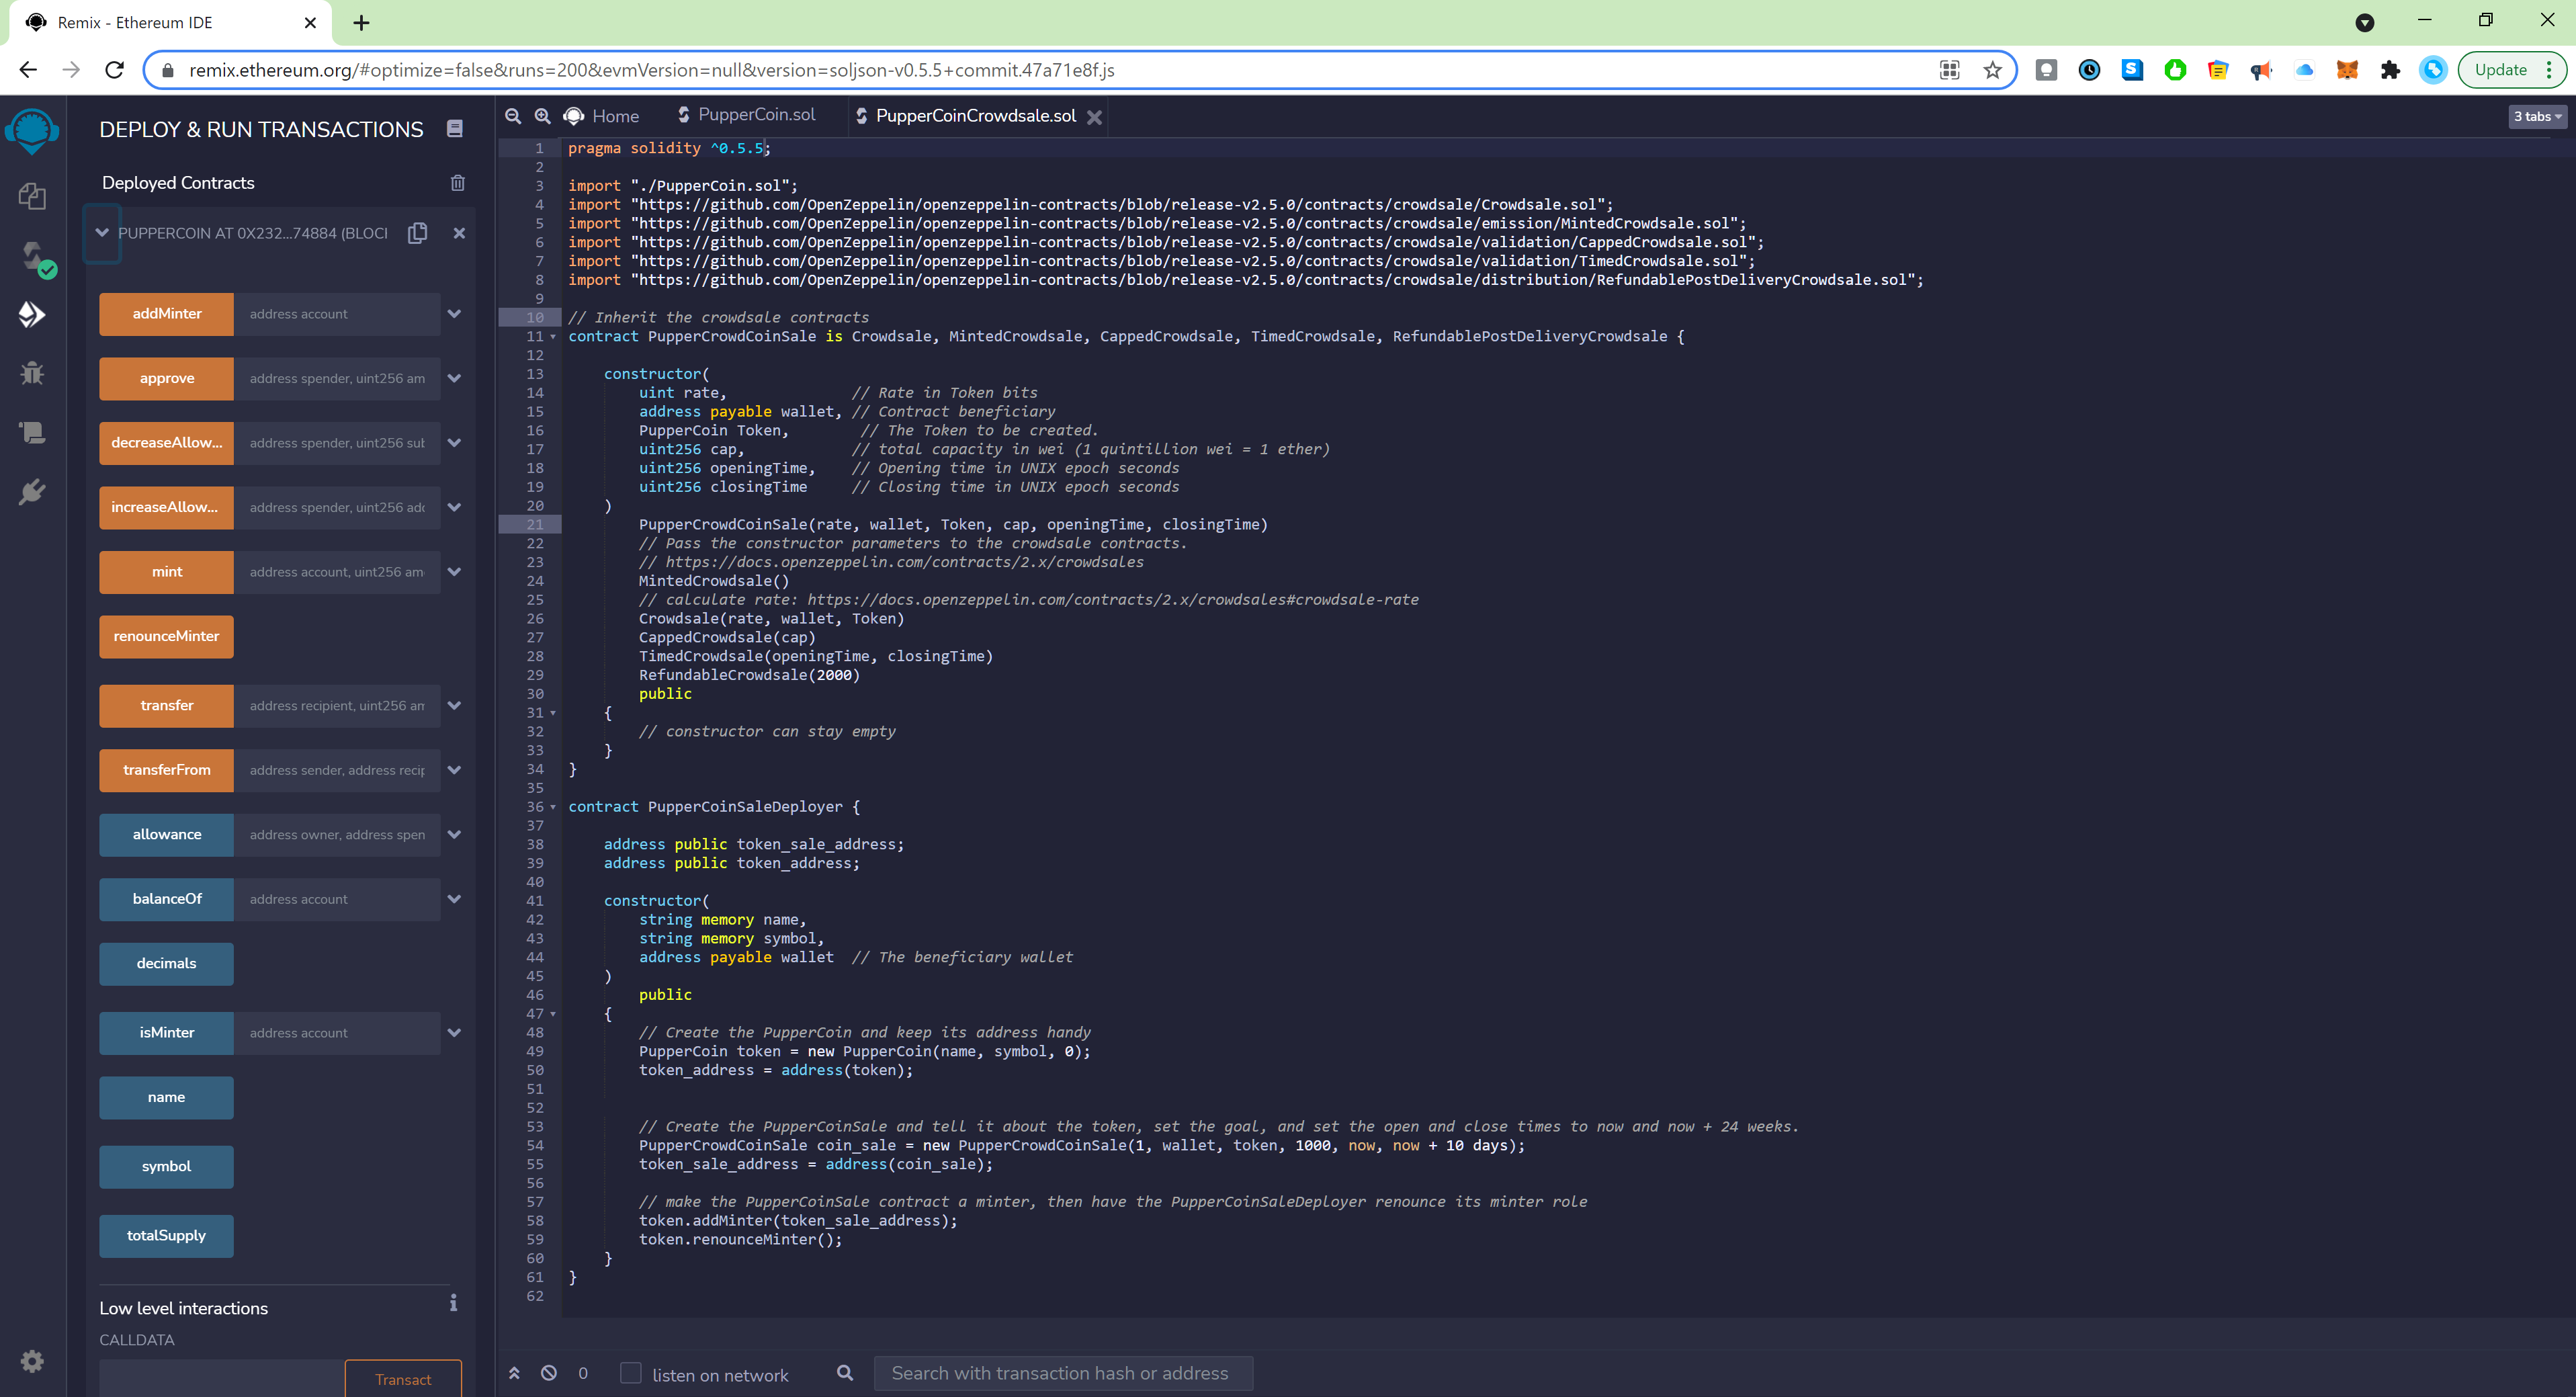 Remix - Ethereum IDE
remix.ethereum.org/#optimize=false&runs=200&evmVersion=null&version=soljson-v0.5.5+commit.47a71e8f.js
Update
DEPLOY & RUN TRANSACTIONS
Deployed Contracts
PUPPERCOIN AT 0X232...74884 (BLOCI
addMinter address account
approve address spender, uint256 am
decreaseAllow... address spender, uint256 sub
increaseAllow... address spender, uint256 adc
mint address account, uint256 am
renounceMinter
transfer address recipient, uint256 am
transferFrom address sender, address recip
allowance address owner, address spen
balanceOf address account
decimals
isMinter address account
name
symbol
totalSupply
Low level interactions
CALLDATA
Transact
Home
PupperCoin.sol
PupperCoinCrowdsale.sol
3 tabs
1 pragma solidity ^0.5.5;
2
3 import "./PupperCoin.sol";
4 import "https://github.com/OpenZeppelin/openzeppelin-contracts/blob/release-v2.5.0/contracts/crowdsale/Crowdsale.sol";
5 import "https://github.com/OpenZeppelin/openzeppelin-contracts/blob/release-v2.5.0/contracts/crowdsale/emission/MintedCrowdsale.sol";
6 import "https://github.com/OpenZeppelin/openzeppelin-contracts/blob/release-v2.5.0/contracts/crowdsale/validation/CappedCrowdsale.sol";
7 import "https://github.com/OpenZeppelin/openzeppelin-contracts/blob/release-v2.5.0/contracts/crowdsale/validation/TimedCrowdsale.sol";
8 import "https://github.com/OpenZeppelin/openzeppelin-contracts/blob/release-v2.5.0/contracts/crowdsale/distribution/RefundablePostDeliveryCrowdsale.sol";
9
10 // Inherit the crowdsale contracts
11 contract PupperCrowdCoinSale is Crowdsale, MintedCrowdsale, CappedCrowdsale, TimedCrowdsale, RefundablePostDeliveryCrowdsale {
12
13 constructor(
14 uint rate, // Rate in Token bits
15 address payable wallet, // Contract beneficiary
16 PupperCoin Token, // The Token to be created.
17 uint256 cap, // total capacity in wei (1 quintillion wei = 1 ether)
18 uint256 openingTime, // Opening time in UNIX epoch seconds
19 uint256 closingTime // Closing time in UNIX epoch seconds
20 )
21 PupperCrowdCoinSale(rate, wallet, Token, cap, openingTime, closingTime)
22 // Pass the constructor parameters to the crowdsale contracts.
23 // https://docs.openzeppelin.com/contracts/2.x/crowdsales
24 MintedCrowdsale()
25 // calculate rate: https://docs.openzeppelin.com/contracts/2.x/crowdsales#crowdsale-rate
26 Crowdsale(rate, wallet, Token)
27 CappedCrowdsale(cap)
28 TimedCrowdsale(openingTime, closingTime)
29 RefundableCrowdsale(2000)
30 public
31 {
32 // constructor can stay empty
33 }
34 }
35
36 contract PupperCoinSaleDeployer {
37
38 address public token_sale_address;
39 address public token_address;
40
41 constructor(
42 string memory name,
43 string memory symbol,
44 address payable wallet // The beneficiary wallet
45 )
46 public
47 {
48 // Create the PupperCoin and keep its address handy
49 PupperCoin token = new PupperCoin(name, symbol, 0);
50 token_address = address(token);
51
52
53 // Create the PupperCoinSale and tell it about the token, set the goal, and set the open and close times to now and now + 24 weeks.
54 PupperCrowdCoinSale coin_sale = new PupperCrowdCoinSale(1, wallet, token, 1000, now, now + 10 days);
55 token_sale_address = address(coin_sale);
56
57 // make the PupperCoinSale contract a minter, then have the PupperCoinSaleDeployer renounce its minter role
58 token.addMinter(token_sale_address);
59 token.renounceMinter();
60 }
61 }
62
0
listen on network
Search with transaction hash or address